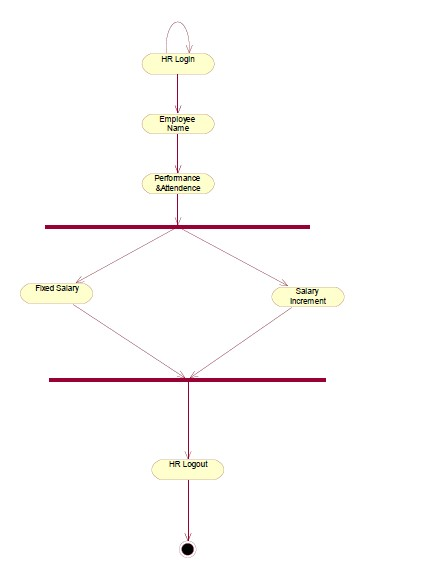 HR Login
Employee
Name
Performance
&Attendence
Fixed Salary
Salary
Increment
HR Logout